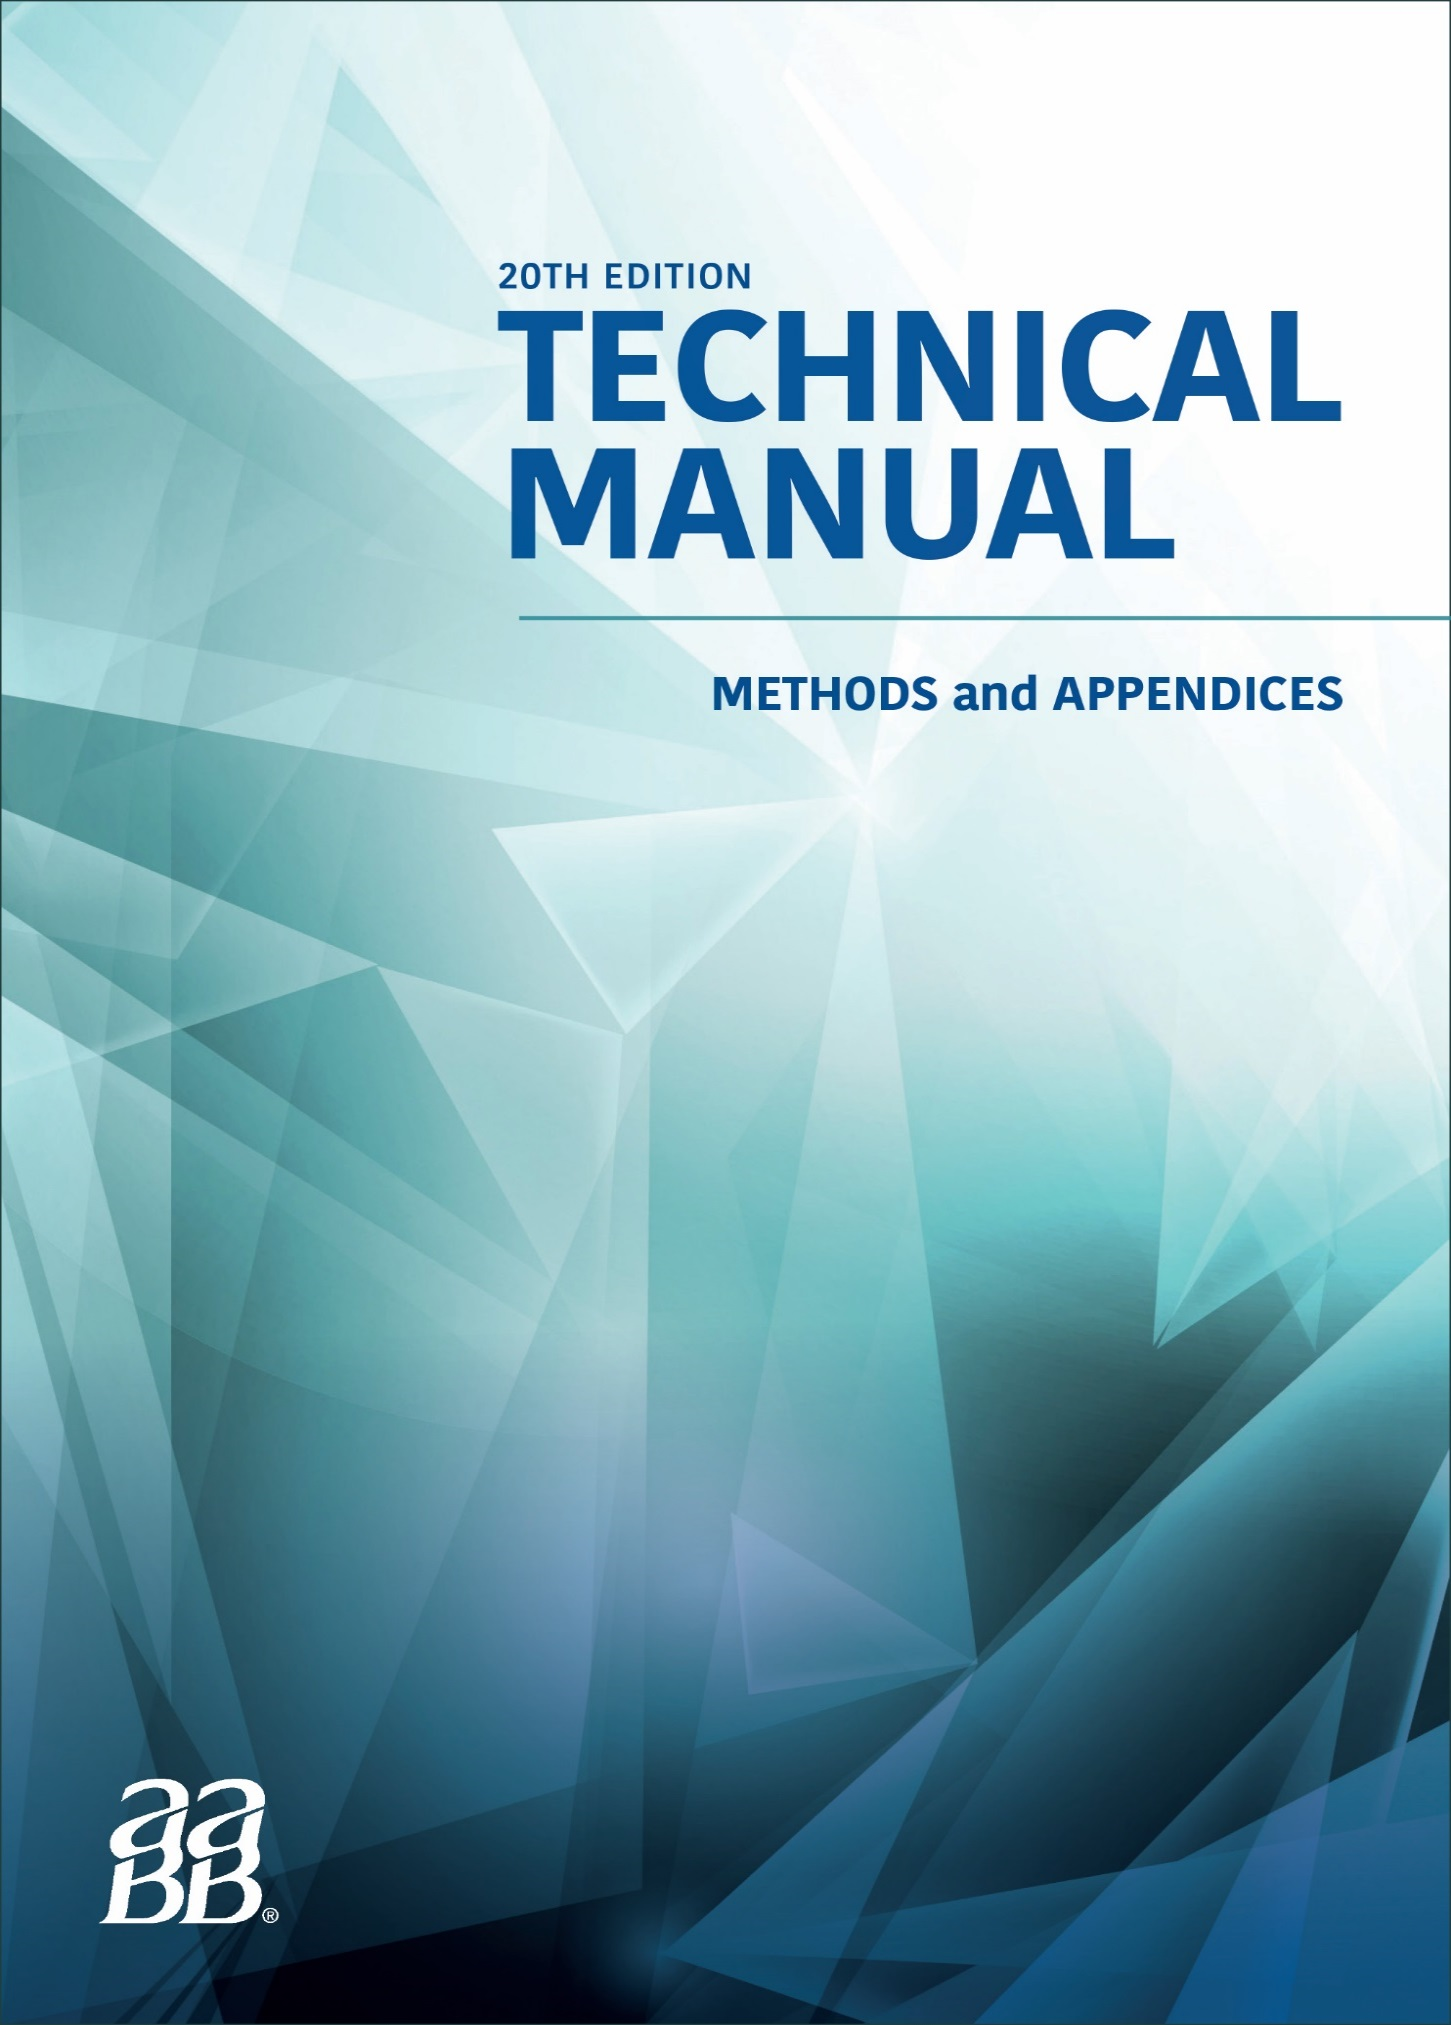 20TH EDITION
TECHNICAL
MANUAL
METHODS and APPENDICES
aa
BB®